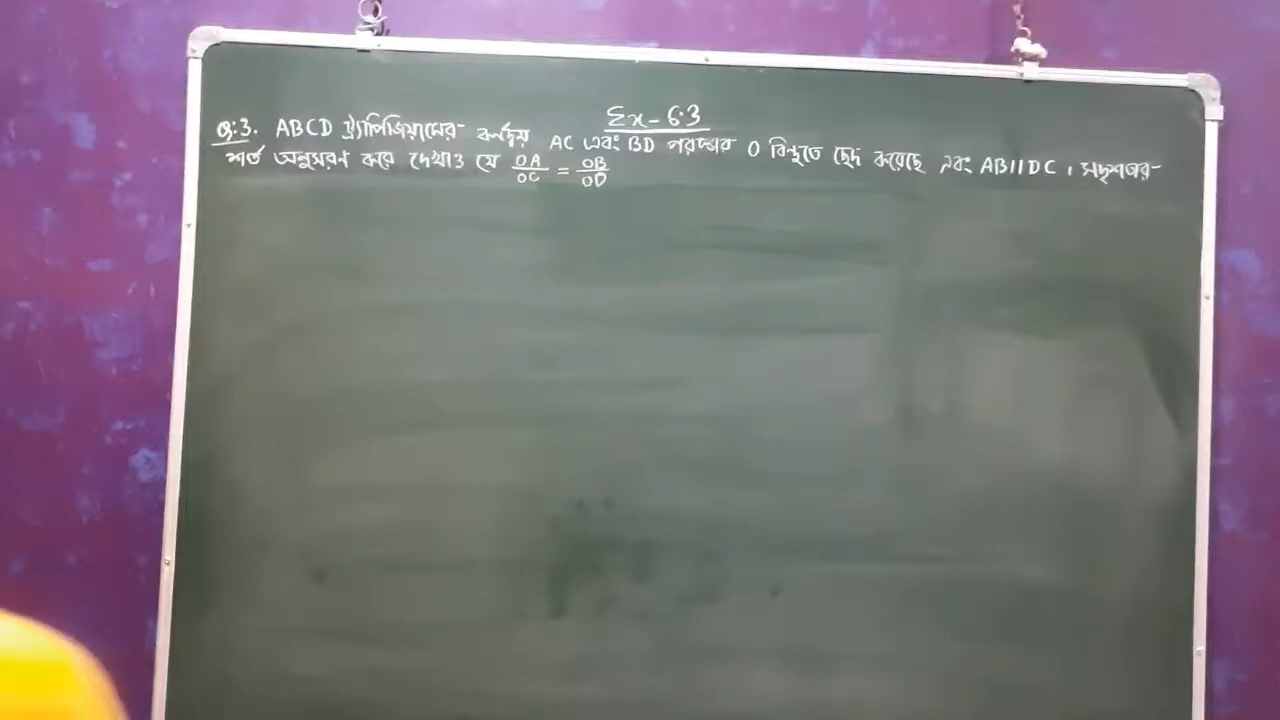 Ex - 6.3
Q:3. ABCD ট্রাপিজিয়ামের কর্ণদ্বয় AC এবং BD পরস্পর O বিন্দুতে ছেদ করেছে এবং AB||DC । সদৃশতার
শর্ত অনুসরণ করে দেখাও যে OA/OC = OB/OD